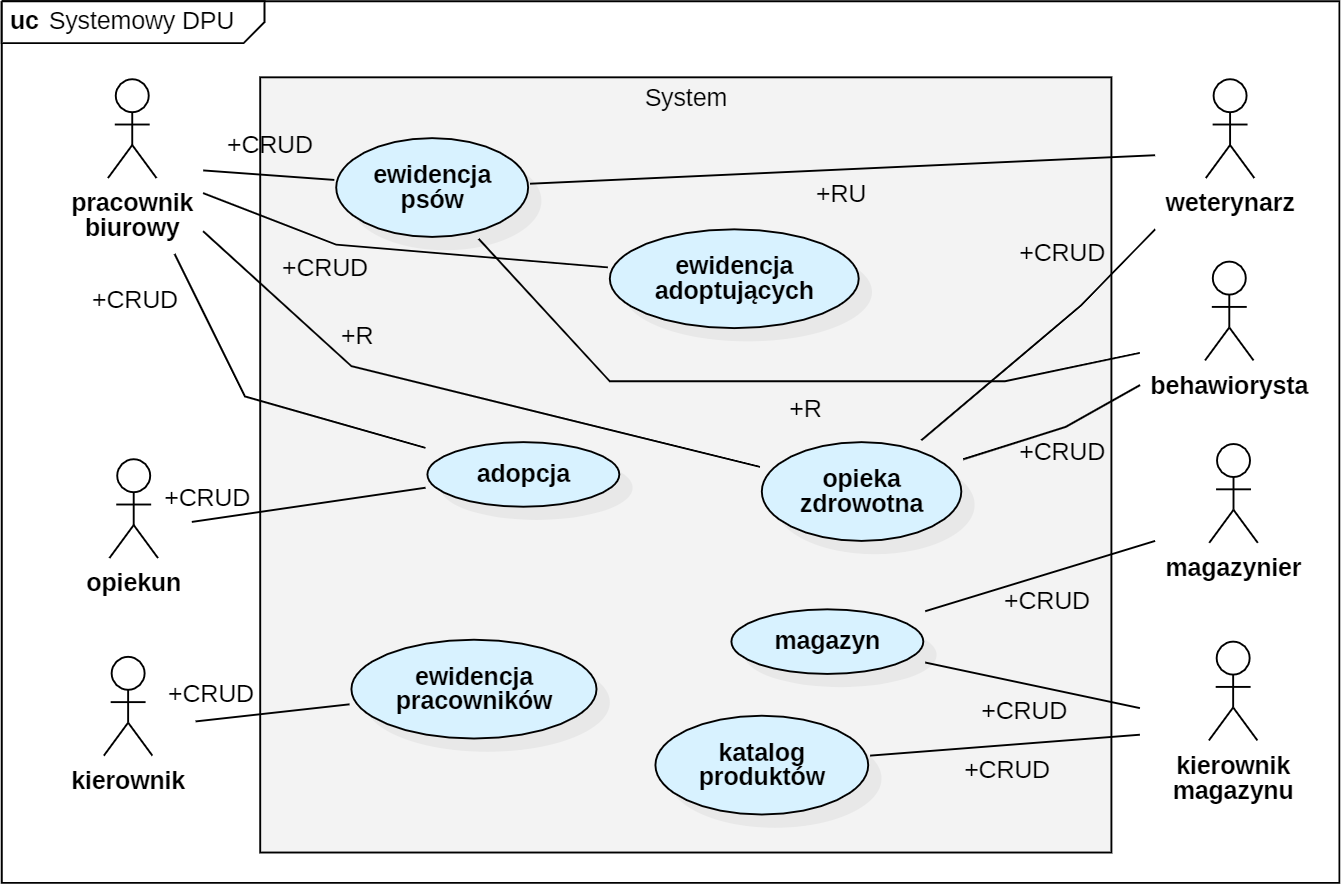 uc Systemowy DPU
System
+CRUD
pracownik
biurowy
ewidencja
psów
+RU
weterynarz
+CRUD
ewidencja
adoptujących
+CRUD
+CRUD
+R
behawiorysta
+R
+CRUD
adopcja
opieka
zdrowotna
+CRUD
opiekun
magazynier
+CRUD
magazyn
ewidencja
pracowników
+CRUD
kierownik
+CRUD
katalog
produktów
+CRUD
kierownik
magazynu